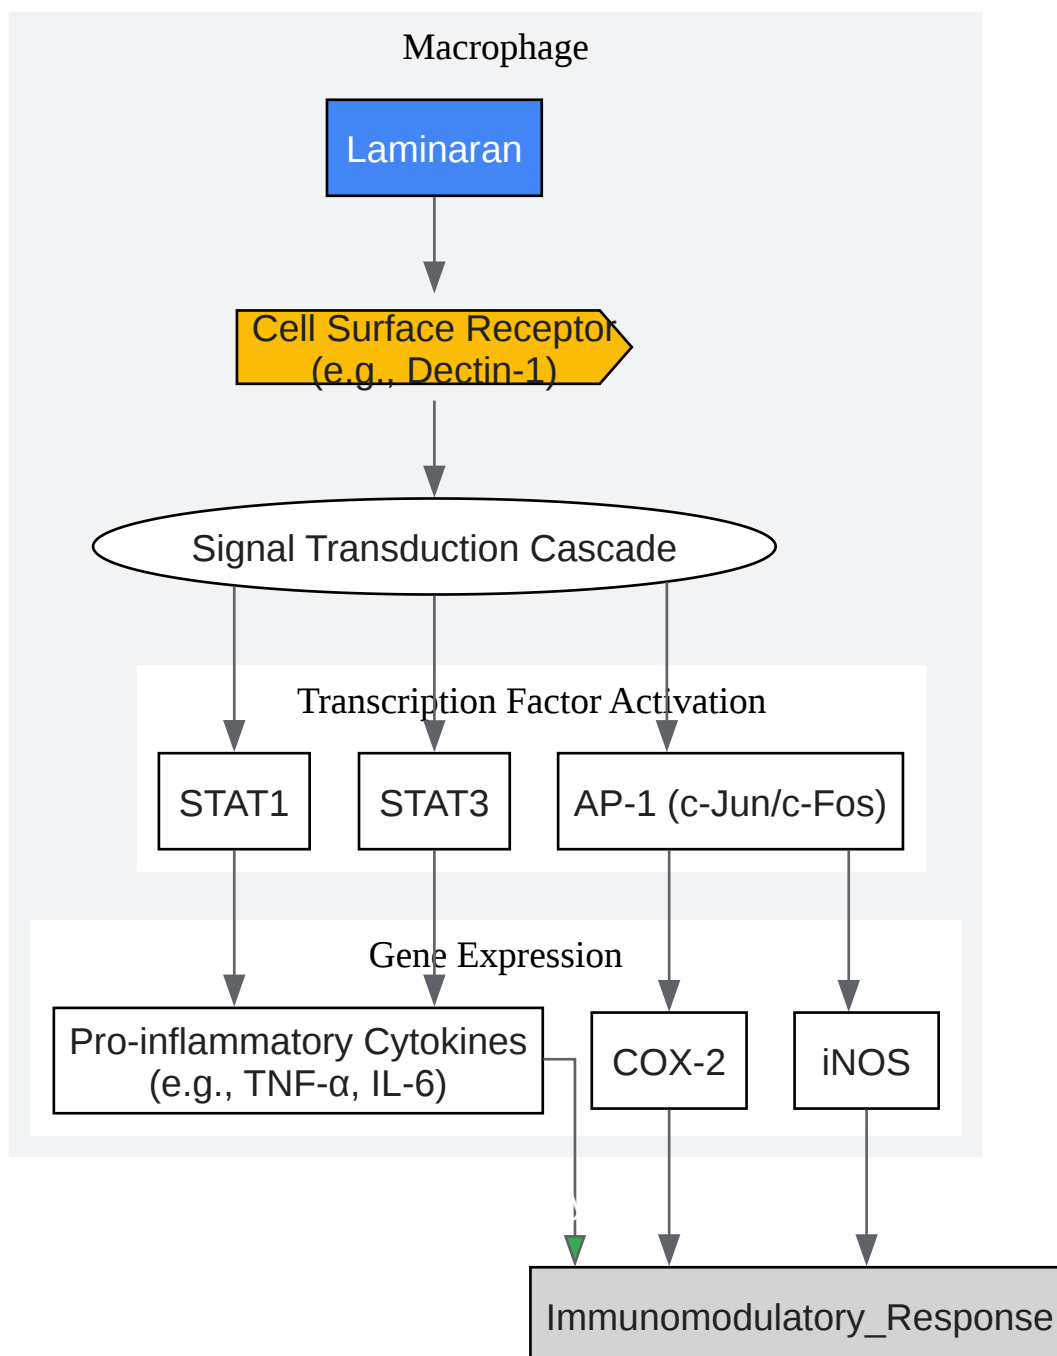 Macrophage
Laminaran
Cell Surface Receptor
(e.g., Dectin-1)
Signal Transduction Cascade
Transcription Factor Activation
STAT1
STAT3
AP-1 (c-Jun/c-Fos)
Gene Expression
Pro-inflammatory Cytokines
(e.g., TNF-α, IL-6)
COX-2
iNOS
Immunomodulatory_Response